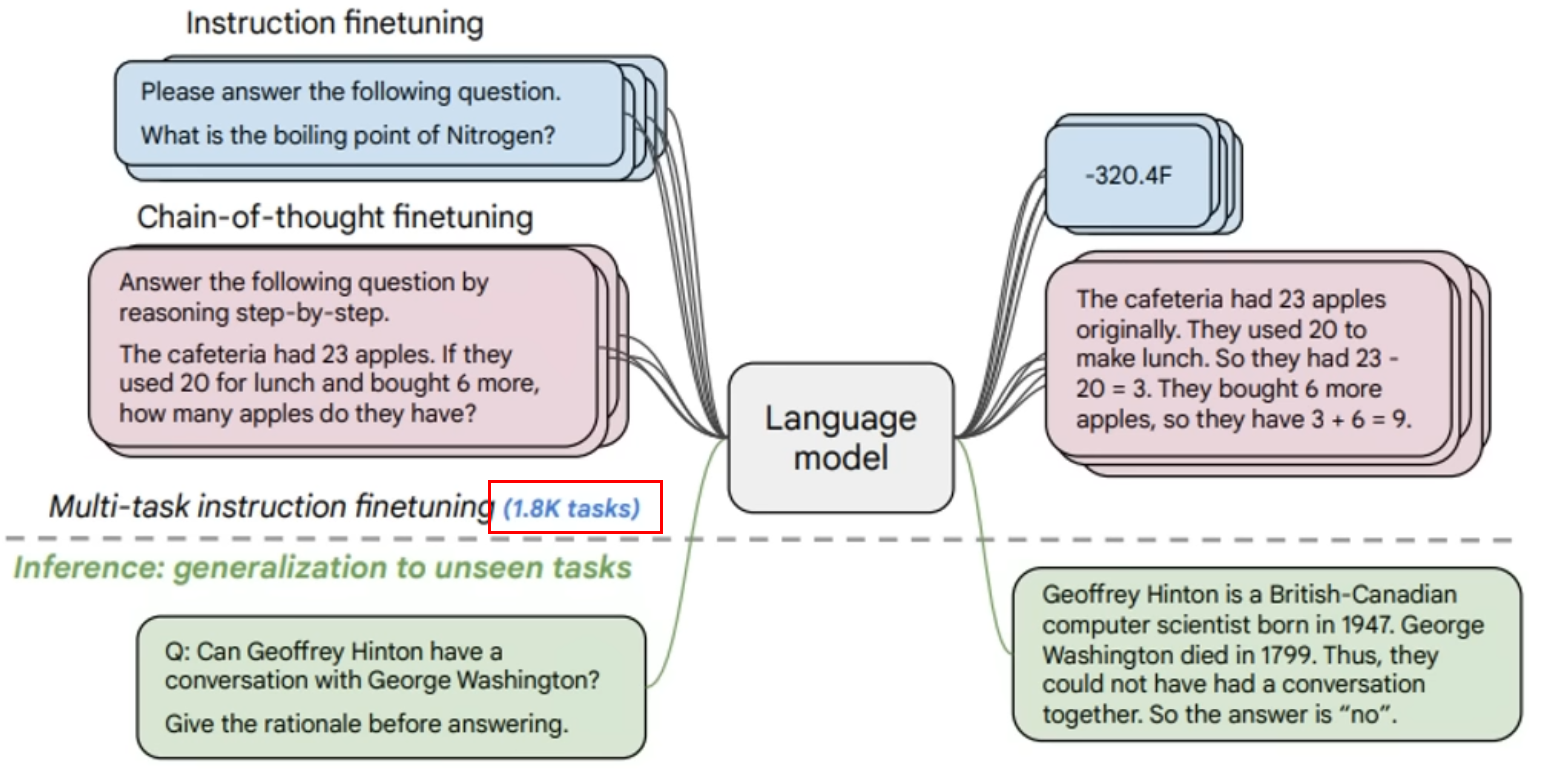 Instruction finetuning
Please answer the following question.
What is the boiling point of Nitrogen?
-320.4F
Chain-of-thought finetuning
Answer the following question by
reasoning step-by-step.
The cafeteria had 23 apples. If they
used 20 for lunch and bought 6 more,
how many apples do they have?
The cafeteria had 23 apples
originally. They used 20 to
make lunch. So they had 23 -
20 = 3. They bought 6 more
apples, so they have 3 + 6 = 9.
Language
model
Multi-task instruction finetuning (1.8K tasks)
Inference: generalization to unseen tasks
Q: Can Geoffrey Hinton have a
conversation with George Washington?
Give the rationale before answering.
Geoffrey Hinton is a British-Canadian
computer scientist born in 1947. George
Washington died in 1799. Thus, they
could not have had a conversation
together. So the answer is “no”.